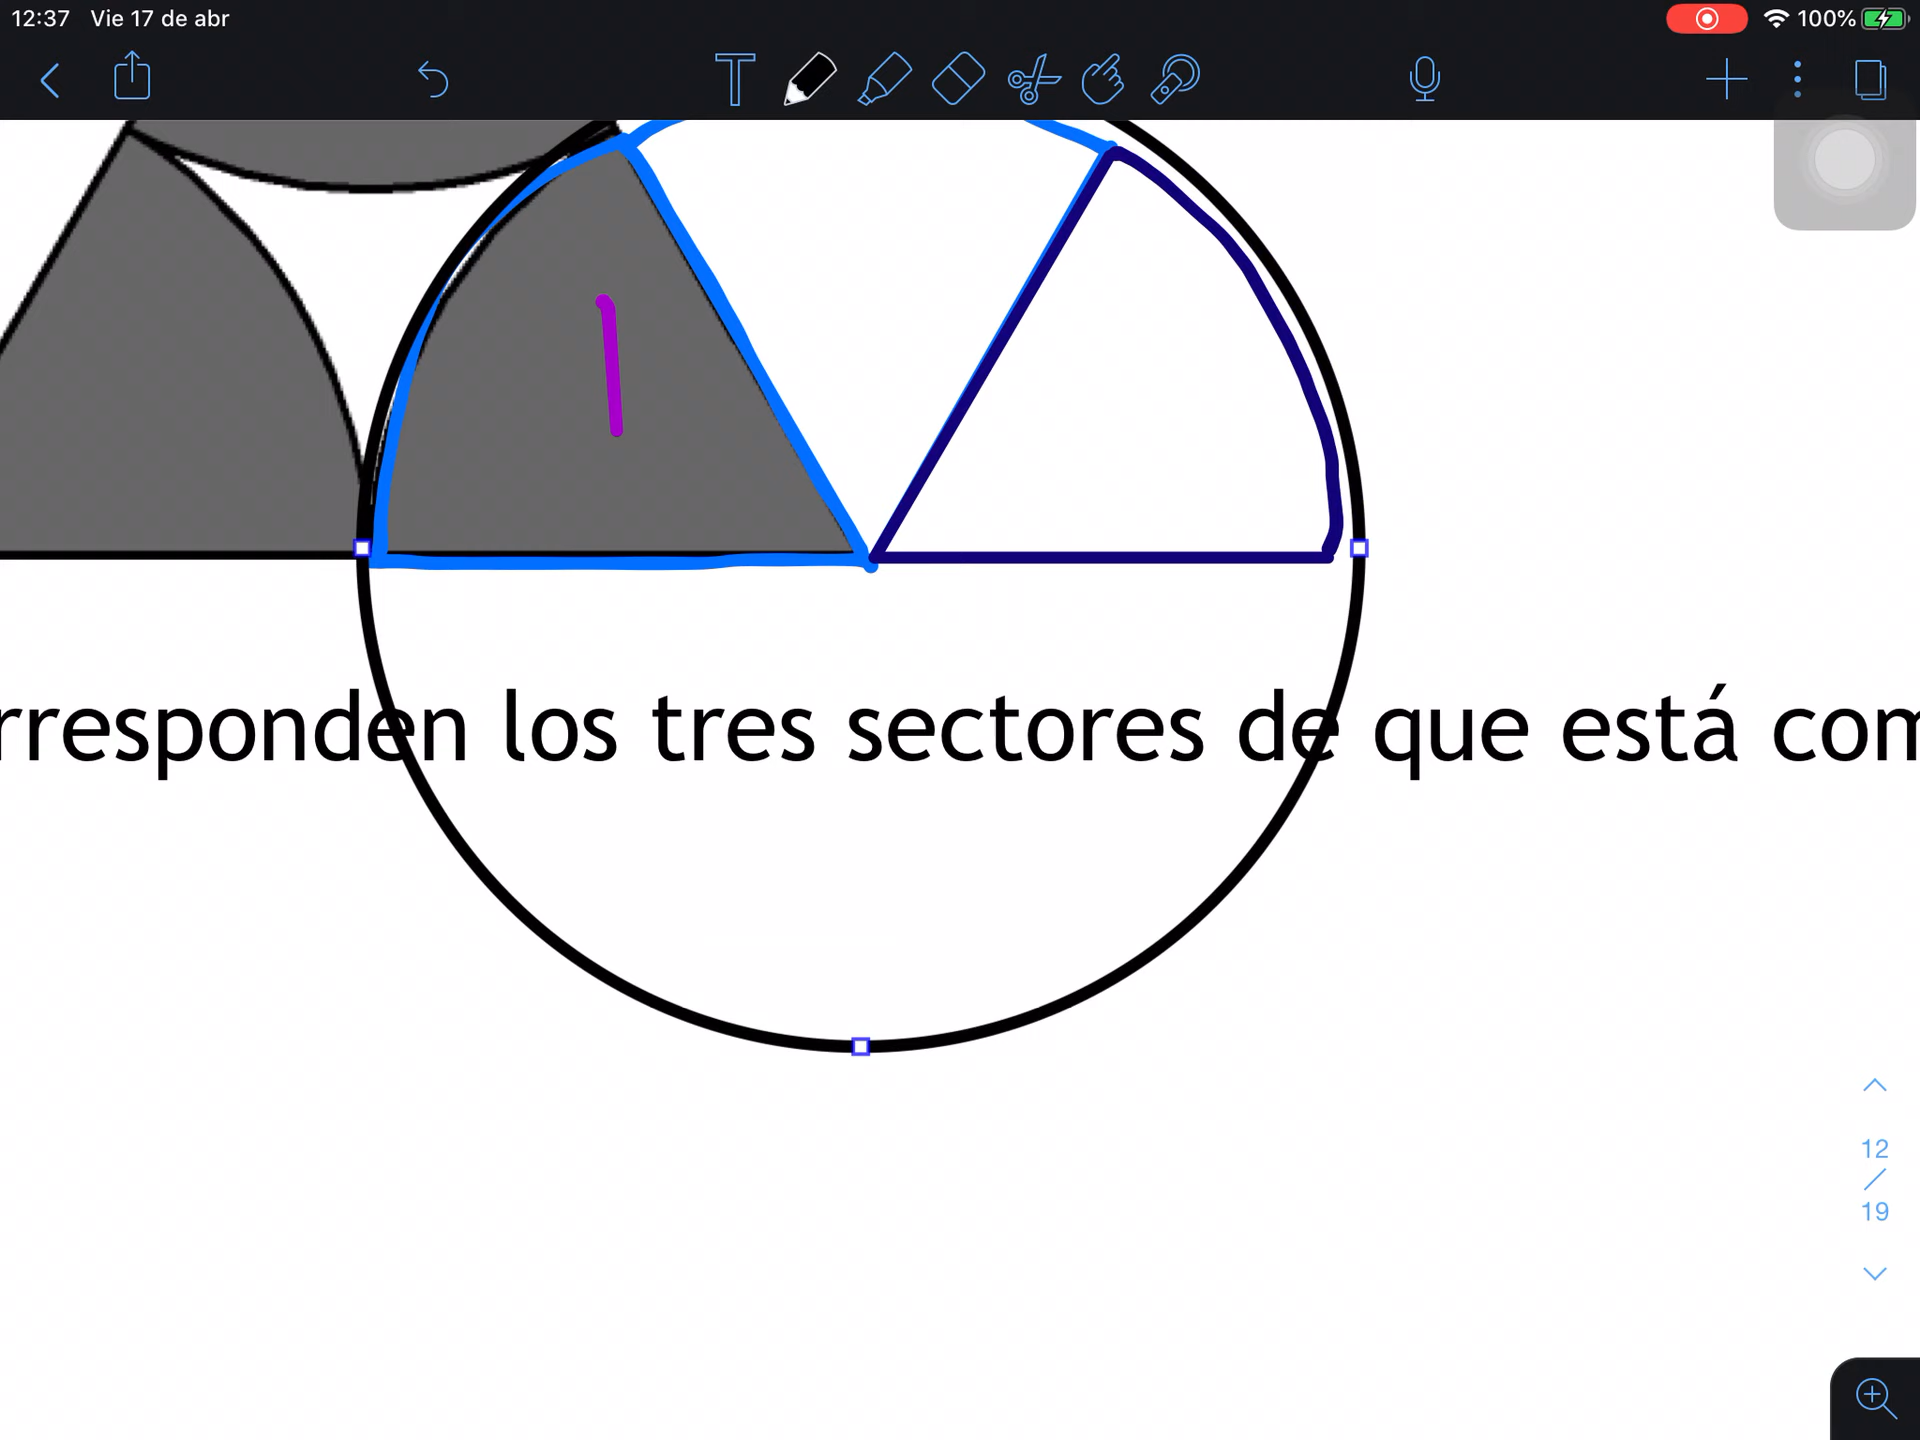 12:37 Vie 17 de abr 100%
1
rresponden los tres sectores de que está com
12
/
19